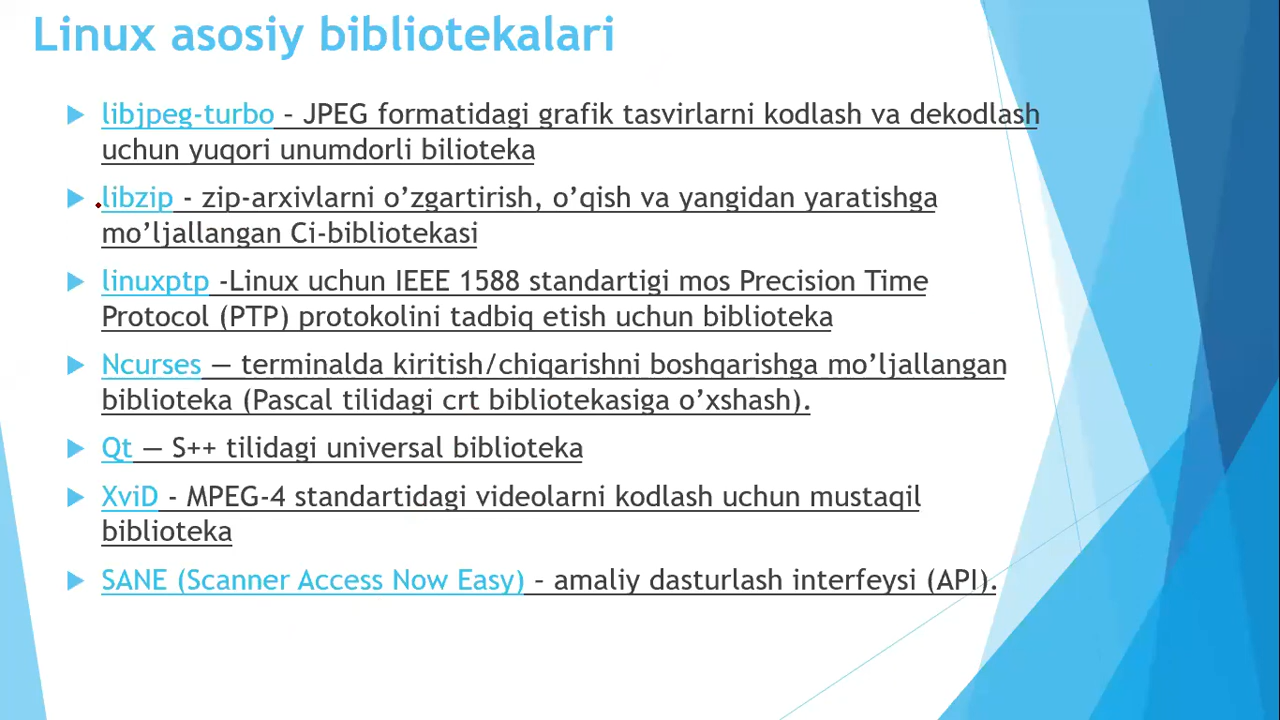 Linux asosiy bibliotekalari
libjpeg-turbo – JPEG formatidagi grafik tasvirlarni kodlash va dekodlash
uchun yuqori unumdorli bilioteka
libzip - zip-arxivlarni o’zgartirish, o’qish va yangidan yaratishga
mo’ljallangan Ci-bibliotekasi
linuxptp -Linux uchun IEEE 1588 standartigi mos Precision Time
Protocol (PTP) protokolini tadbiq etish uchun biblioteka
Ncurses — terminalda kiritish/chiqarishni boshqarishga mo’ljallangan
biblioteka (Pascal tilidagi crt bibliotekasiga o’xshash).
Qt — S++ tilidagi universal biblioteka
XviD - MPEG-4 standartidagi videolarni kodlash uchun mustaqil
biblioteka
SANE (Scanner Access Now Easy) – amaliy dasturlash interfeysi (API).